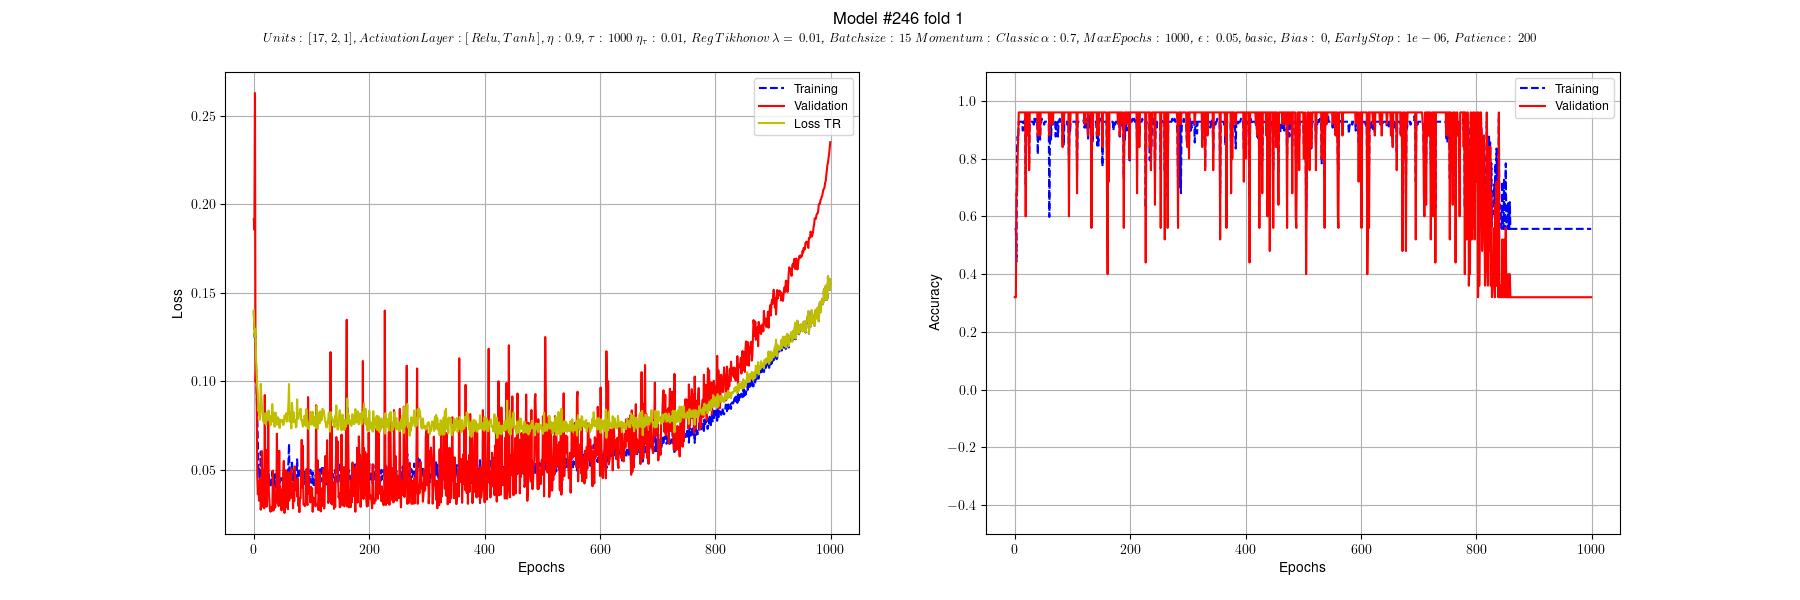 Model #246 fold 1
Units : [17, 2, 1], ActivationLayer : [ Relu, Tanh], η : 0.9, τ : 1000 ητ : 0.01, Reg Tikhonov λ = 0.01, Batchsize : 15 Momentum : Classic α : 0.7, MaxEpochs : 1000, ϵ : 0.05, basic, Bias : 0, EarlyStop : 1e − 06, Patience : 200
Training
Validation
Loss TR
0.25
0.20
0.15
0.10
0.05
Loss
0 200 400 600 800 1000
Epochs
Training
Validation
1.0
0.8
0.6
0.4
0.2
0.0
−0.2
−0.4
Accuracy
0 200 400 600 800 1000
Epochs